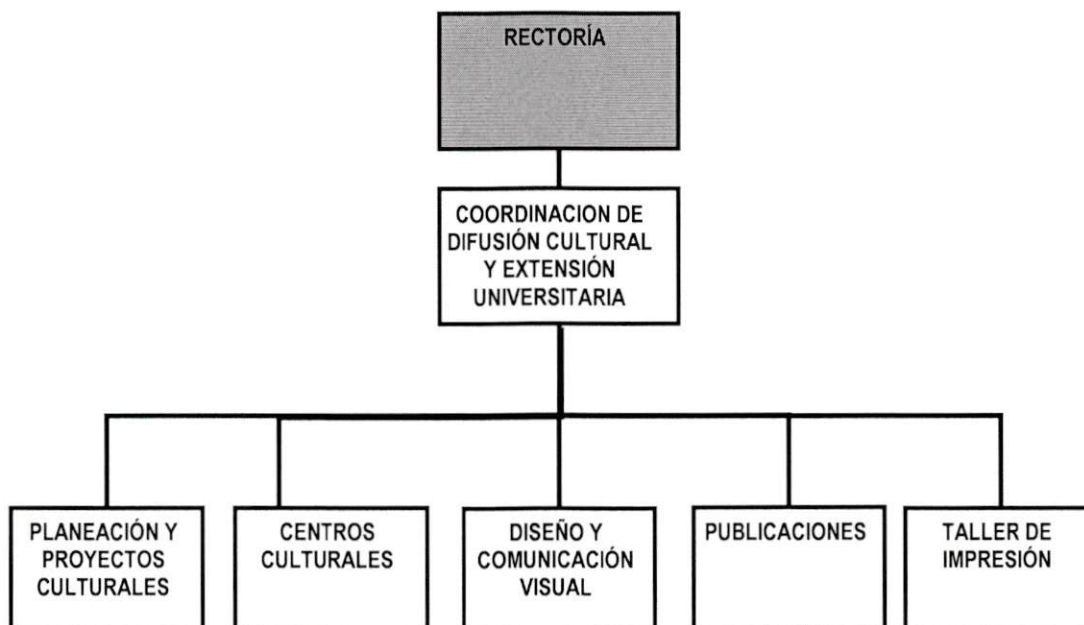 RECTORÍA
COORDINACION DE
DIFUSIÓN CULTURAL
Y EXTENSIÓN
UNIVERSITARIA
PLANEACIÓN Y
PROYECTOS
CULTURALES
CENTROS
CULTURALES
DISEÑO Y
COMUNICACIÓN
VISUAL
PUBLICACIONES
TALLER DE
IMPRESIÓN